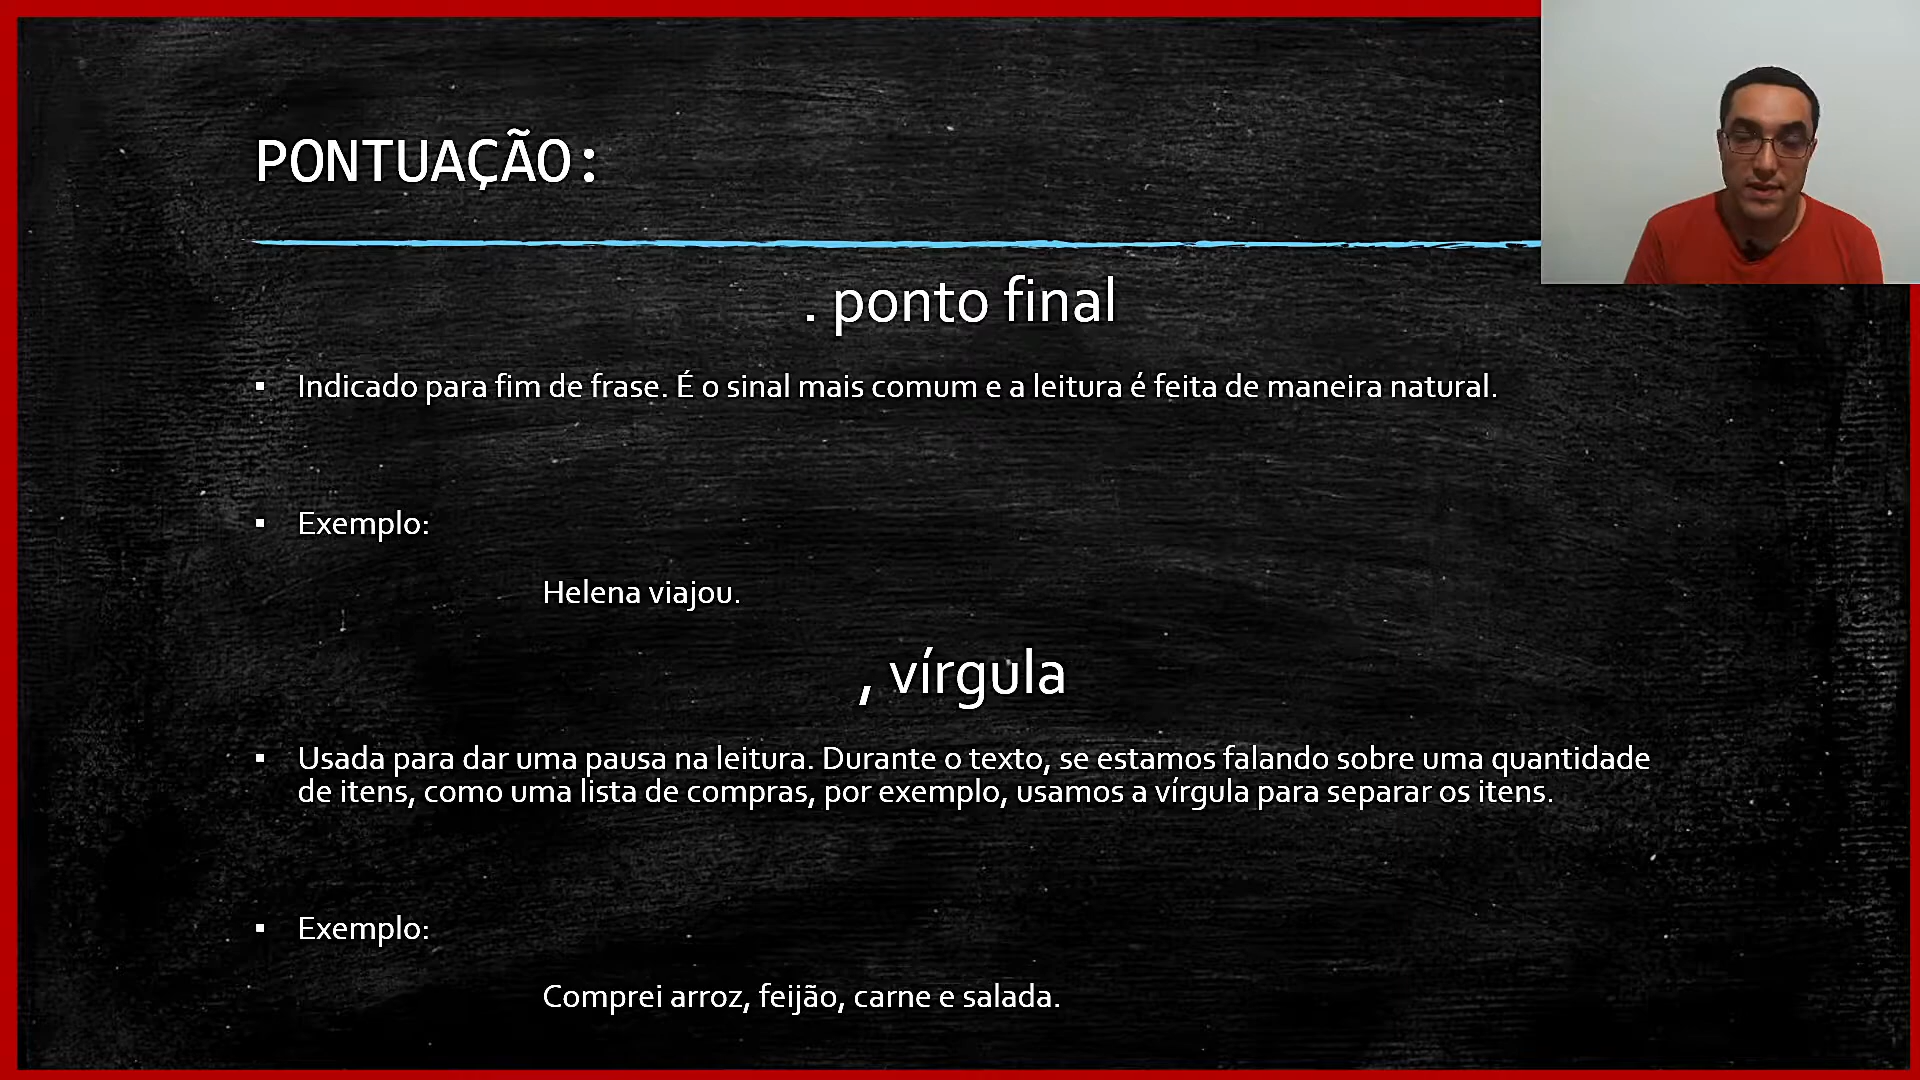 PONTUAÇÃO:
. ponto final
▪ Indicado para fim de frase. É o sinal mais comum e a leitura é feita de maneira natural.
▪ Exemplo:
Helena viajou.
, vírgula
▪ Usada para dar uma pausa na leitura. Durante o texto, se estamos falando sobre uma quantidade
de itens, como uma lista de compras, por exemplo, usamos a vírgula para separar os itens.
▪ Exemplo:
Comprei arroz, feijão, carne e salada.